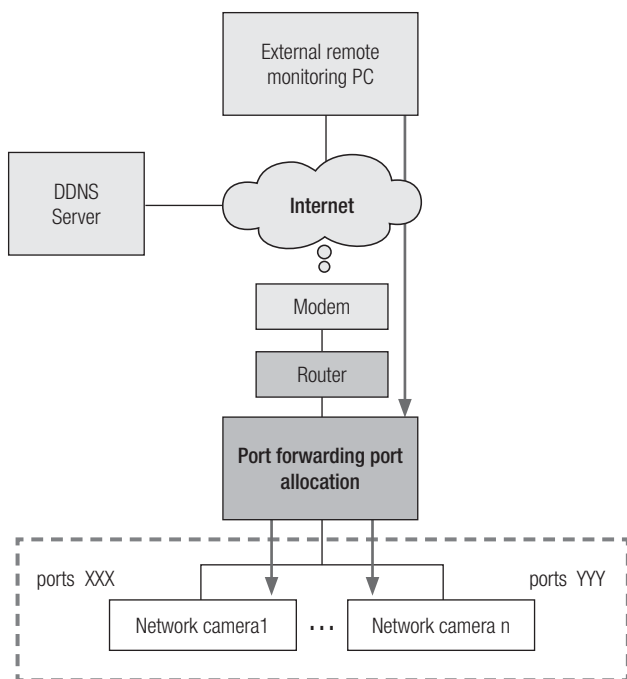 External remote
monitoring PC
DDNS
Server
Internet
Modem
Router
Port forwarding port
allocation
ports XXX
ports YYY
Network camera1
...
Network camera n